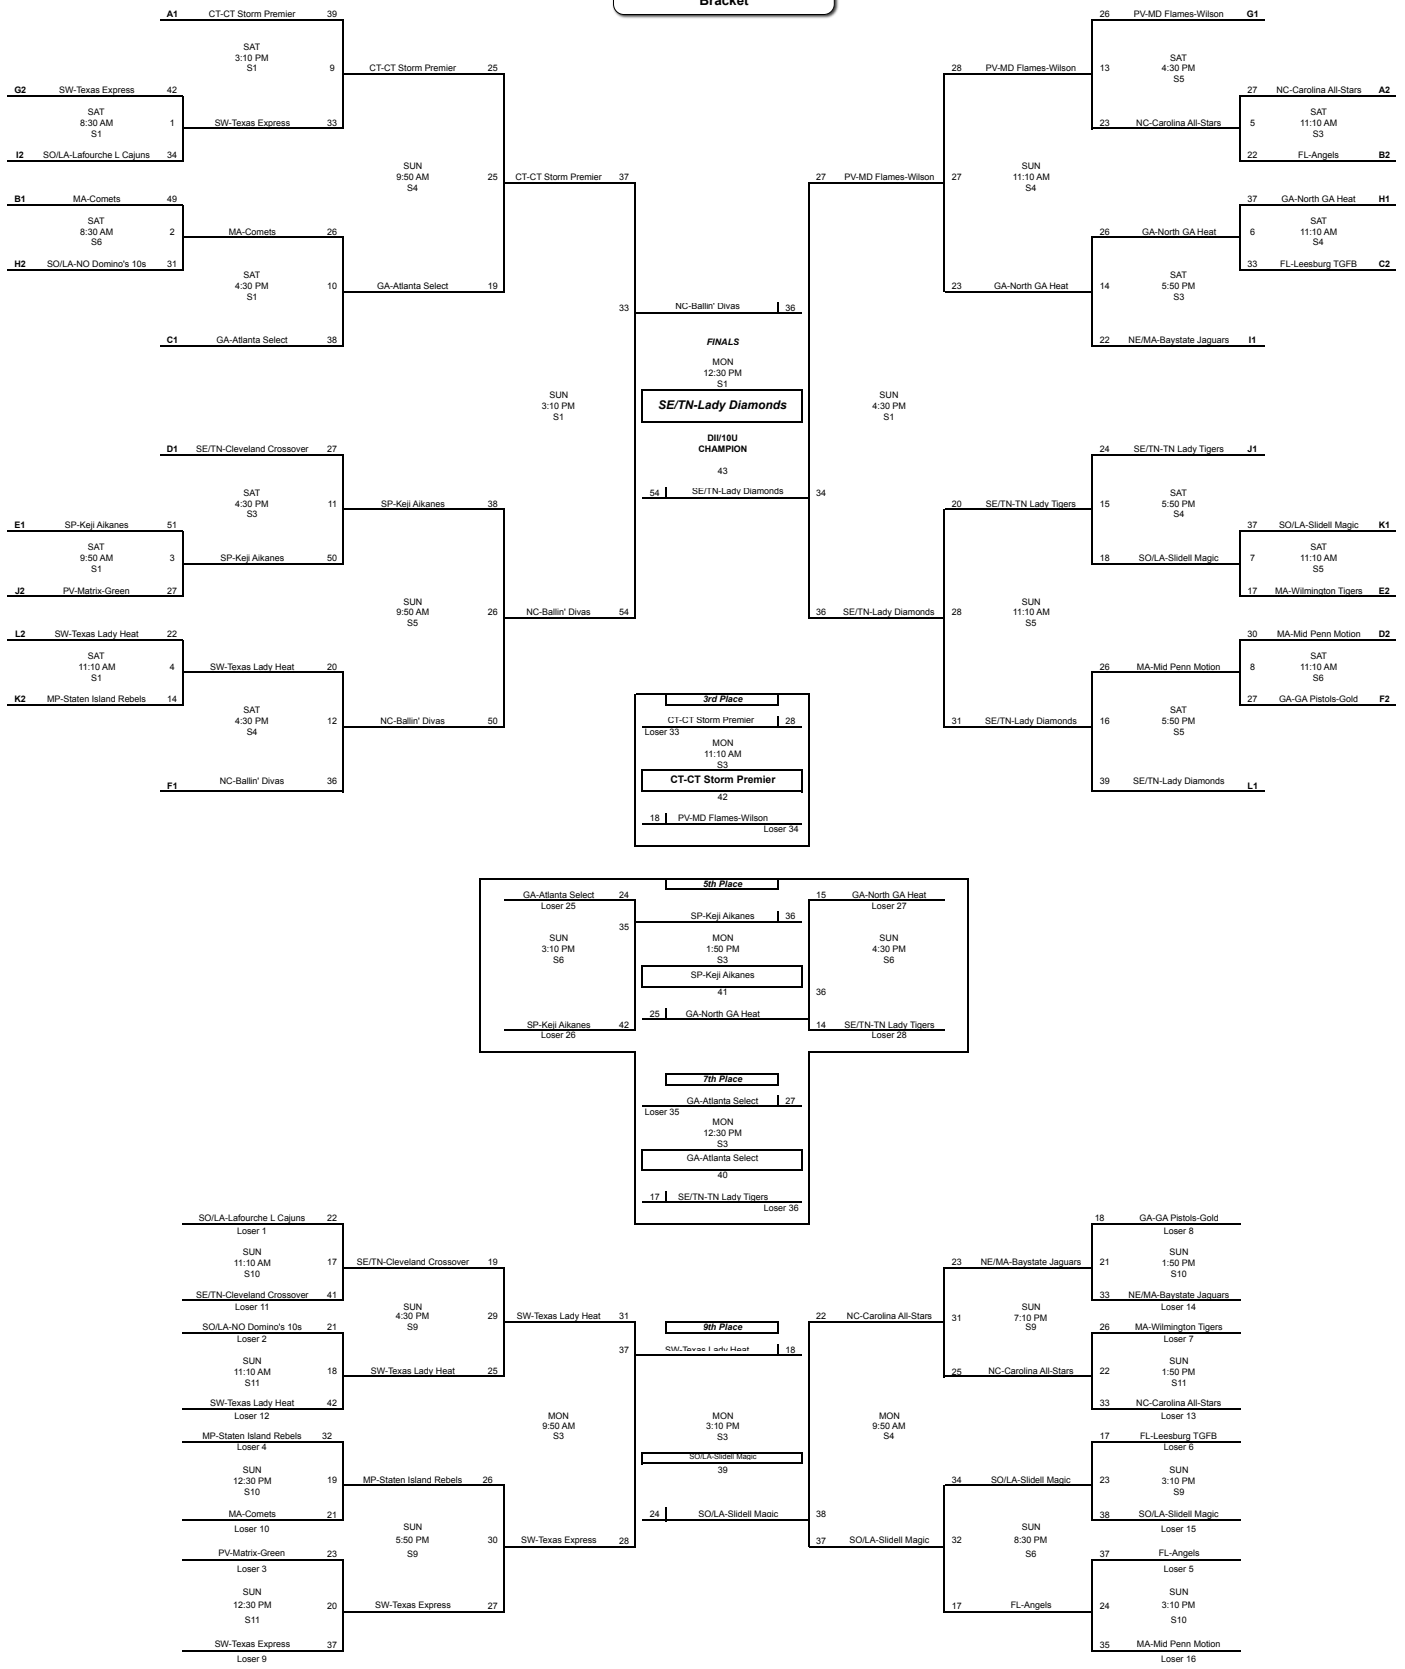 Bracket
A1 CT-CT Storm Premier 39
SAT
3:10 PM
S1
9 CT-CT Storm Premier 25
G2 SW-Texas Express 42
SAT
8:30 AM
S1
1 SW-Texas Express 33
I2 SO/LA-Lafourche L Cajuns 34
SUN
9:50 AM
S4
25 CT-CT Storm Premier 37
B1 MA-Comets 49
SAT
8:30 AM
S6
2 MA-Comets 26
H2 SO/LA-NO Domino's 10s 31
SAT
4:30 PM
S1
10 GA-Atlanta Select 19
C1 GA-Atlanta Select 38
SUN
3:10 PM
S1
33 NC-Ballin' Divas 36
D1 SE/TN-Cleveland Crossover 27
SAT
4:30 PM
S3
11 SP-Keji Aikanes 38
E1 SP-Keji Aikanes 51
SAT
9:50 AM
S1
3 SP-Keji Aikanes 50
J2 PV-Matrix-Green 27
SUN
9:50 AM
S5
26 NC-Ballin' Divas 54
L2 SW-Texas Lady Heat 22
SAT
11:10 AM
S1
4 SW-Texas Lady Heat 20
K2 MP-Staten Island Rebels 14
SAT
4:30 PM
S4
12 NC-Ballin' Divas 50
F1 NC-Ballin' Divas 36
FINALS
MON
12:30 PM
S1
SE/TN-Lady Diamonds
DII/10U
CHAMPION
43
54 SE/TN-Lady Diamonds 34
26 PV-MD Flames-Wilson G1
SAT
4:30 PM
S5
28 PV-MD Flames-Wilson 13
27 NC-Carolina All-Stars A2
SAT
11:10 AM
S3
23 NC-Carolina All-Stars 5
22 FL-Angels B2
SUN
11:10 AM
S4
27 PV-MD Flames-Wilson 27
37 GA-North GA Heat H1
SAT
11:10 AM
S4
26 GA-North GA Heat 6
33 FL-Leesburg TGFB C2
SAT
5:50 PM
S3
23 GA-North GA Heat 14
22 NE/MA-Baystate Jaguars I1
SUN
4:30 PM
S1
24 SE/TN-TN Lady Tigers J1
SAT
5:50 PM
S4
20 SE/TN-TN Lady Tigers 15
37 SO/LA-Slidell Magic K1
SAT
11:10 AM
S5
18 SO/LA-Slidell Magic 7
17 MA-Wilmington Tigers E2
SUN
11:10 AM
S5
36 SE/TN-Lady Diamonds 28
30 MA-Mid Penn Motion D2
SAT
11:10 AM
S6
26 MA-Mid Penn Motion 8
27 GA-GA Pistols-Gold F2
SAT
5:50 PM
S5
31 SE/TN-Lady Diamonds 16
39 SE/TN-Lady Diamonds L1
3rd Place
CT-CT Storm Premier 28
Loser 33
MON
11:10 AM
S3
CT-CT Storm Premier
42
18 PV-MD Flames-Wilson
Loser 34
5th Place
GA-Atlanta Select 24
Loser 25
SUN
3:10 PM
S6
SP-Keji Aikanes 42
Loser 26
35 SP-Keji Aikanes 36
MON
1:50 PM
S3
SP-Keji Aikanes
41
25 GA-North GA Heat 36
15 GA-North GA Heat
Loser 27
SUN
4:30 PM
S6
14 SE/TN-TN Lady Tigers
Loser 28
7th Place
GA-Atlanta Select 27
Loser 35
MON
12:30 PM
S3
GA-Atlanta Select
40
17 SE/TN-TN Lady Tigers
Loser 36
SO/LA-Lafourche L Cajuns 22
Loser 1
SUN
11:10 AM
S10
17 SE/TN-Cleveland Crossover 19
SE/TN-Cleveland Crossover 41
Loser 11
SUN
4:30 PM
S9
29 SW-Texas Lady Heat 31
SO/LA-NO Domino's 10s 21
Loser 2
SUN
11:10 AM
S11
18 SW-Texas Lady Heat 25
SW-Texas Lady Heat 42
Loser 12
MON
9:50 AM
S3
MP-Staten Island Rebels 32
Loser 4
SUN
12:30 PM
S10
19 MP-Staten Island Rebels 26
MA-Comets 21
Loser 10
SUN
5:50 PM
S9
30 SW-Texas Express 28
PV-Matrix-Green 23
Loser 3
SUN
12:30 PM
S11
20 SW-Texas Express 27
SW-Texas Express 37
Loser 9
9th Place
37 SW-Texas Lady Heat 18
MON
3:10 PM
S3
SO/LA-Slidell Magic
39
24 SO/LA-Slidell Magic 38
18 GA-GA Pistols-Gold
Loser 8
SUN
1:50 PM
S10
23 NE/MA-Baystate Jaguars 21
33 NE/MA-Baystate Jaguars
Loser 14
SUN
7:10 PM
S9
22 NC-Carolina All-Stars 31
26 MA-Wilmington Tigers
Loser 7
SUN
1:50 PM
S11
25 NC-Carolina All-Stars 22
33 NC-Carolina All-Stars
Loser 13
MON
9:50 AM
S4
17 FL-Leesburg TGFB
Loser 6
SUN
3:10 PM
S9
34 SO/LA-Slidell Magic 23
38 SO/LA-Slidell Magic
Loser 15
SUN
8:30 PM
S6
37 SO/LA-Slidell Magic 32
37 FL-Angels
Loser 5
SUN
3:10 PM
S10
17 FL-Angels 24
35 MA-Mid Penn Motion
Loser 16